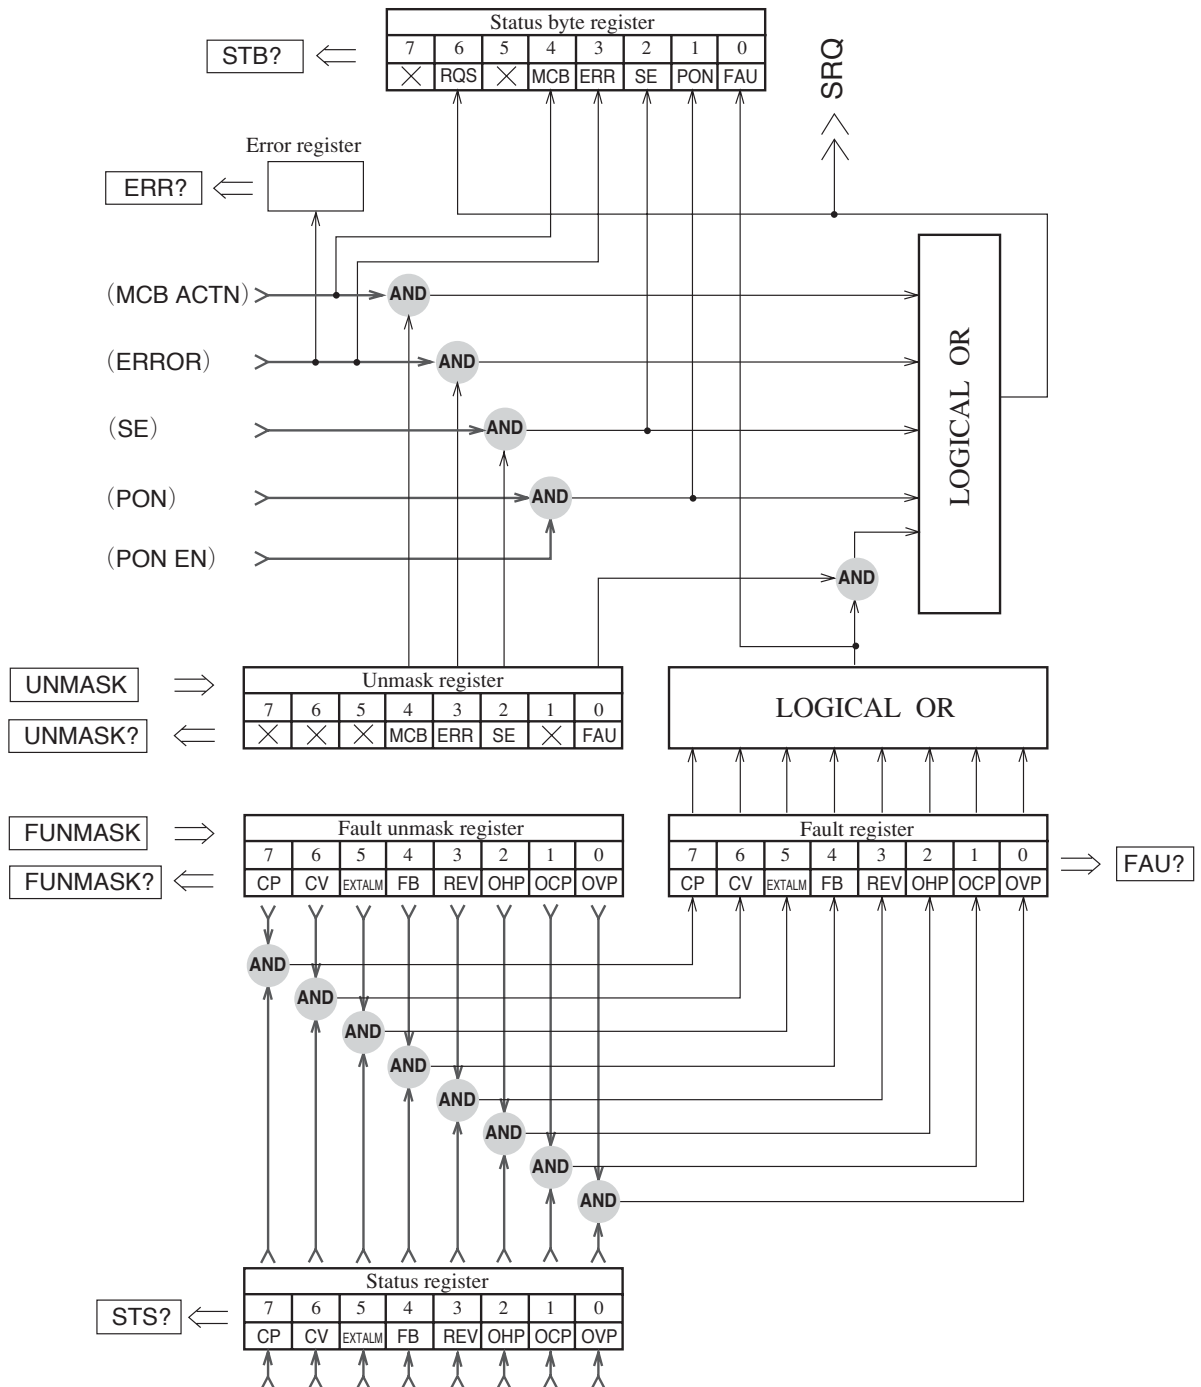 Status byte register
7 6 5 4 3 2 1 0
RQS MCB ERR SE PON FAU
STB?
SRQ
Error register
ERR?
(MCB ACTN)
AND
(ERROR)
AND
(SE)
AND
(PON)
AND
(PON EN)
AND
LOGICAL OR
UNMASK
UNMASK?
Unmask register
7 6 5 4 3 2 1 0
MCB ERR SE FAU
LOGICAL OR
FUNMASK
FUNMASK?
Fault unmask register
7 6 5 4 3 2 1 0
CP CV EXTALM FB REV OHP OCP OVP
Fault register
7 6 5 4 3 2 1 0
CP CV EXTALM FB REV OHP OCP OVP
FAU?
AND
AND
AND
AND
AND
AND
AND
AND
Status register
7 6 5 4 3 2 1 0
CP CV EXTALM FB REV OHP OCP OVP
STS?